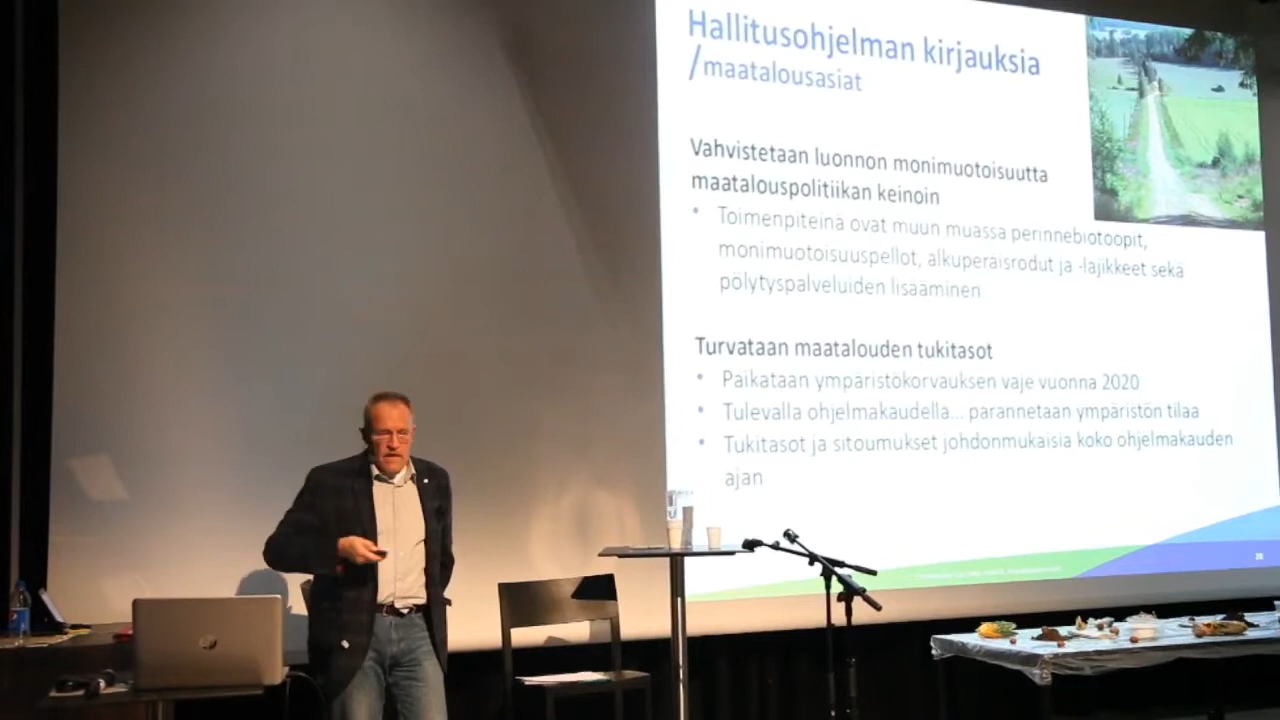 Hallitusohjelman kirjauksia
/maatalousasiat
Vahvistetaan luonnon monimuotoisuutta
maatalouspolitiikan keinoin
• Toimenpiteinä ovat muun muassa perinnebiotoopit,
monimuotoisuuspellot, alkuperäisrodut ja -lajikkeet sekä
pölytyspalveluiden lisääminen
Turvataan maatalouden tukitasot
• Paikataan ympäristökorvauksen vaje vuonna 2020
• Tulevalla ohjelmakaudella... parannetaan ympäristön tilaa
• Tukitasot ja sitoumukset johdonmukaisia koko ohjelmakauden
ajan
hp